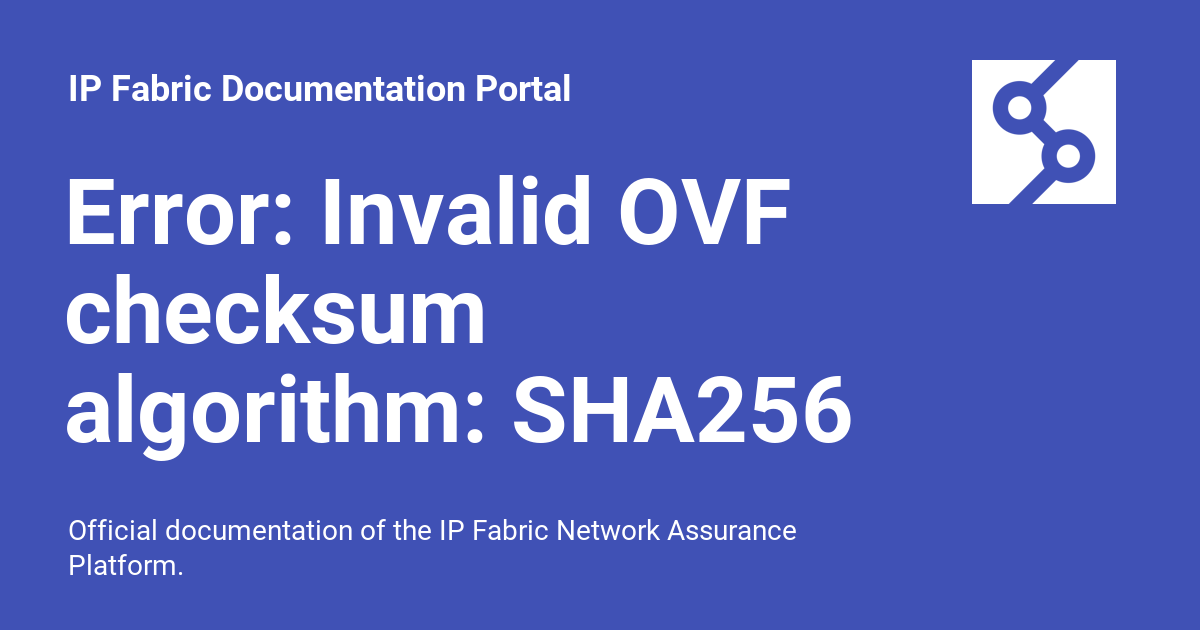 IP Fabric Documentation Portal
Error: Invalid OVF
checksum
algorithm: SHA256
Official documentation of the IP Fabric Network Assurance
Platform.